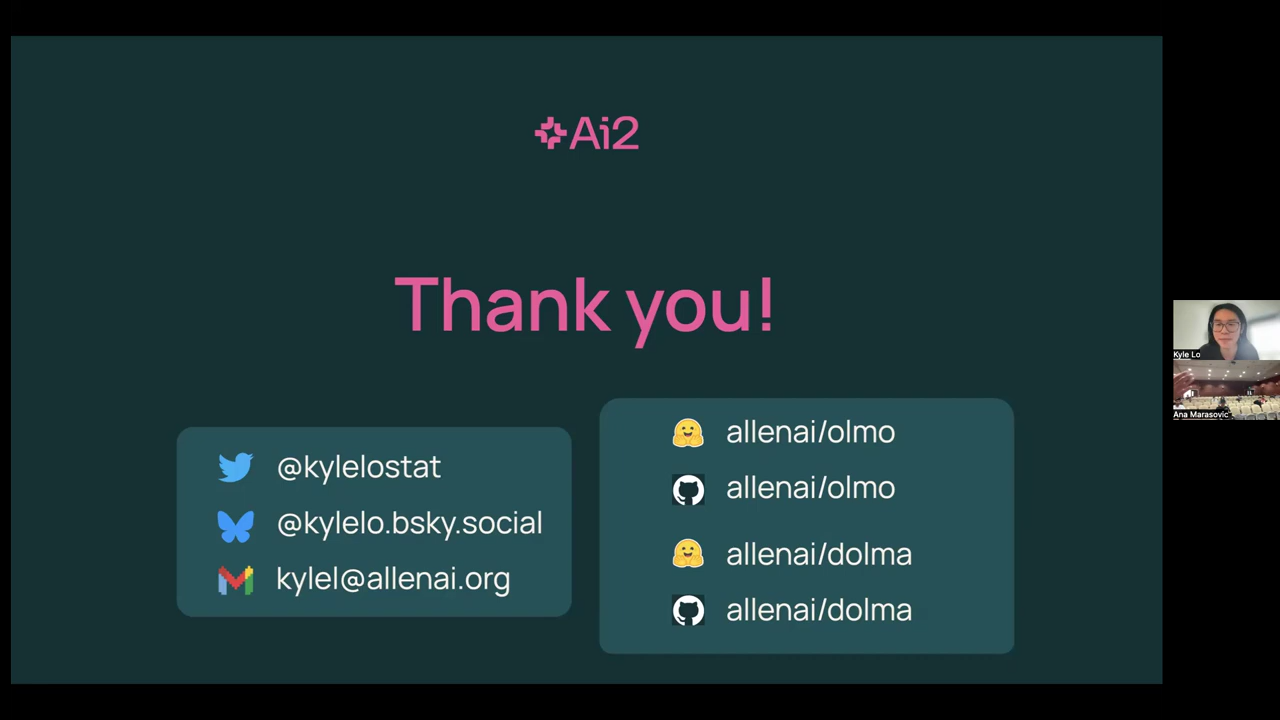 Ai2
Thank you!
@kylelostat
@kylelo.bsky.social
kylel@allenai.org
allenai/olmo
allenai/olmo
allenai/dolma
allenai/dolma
Kyle Lo
Ana Marasovic